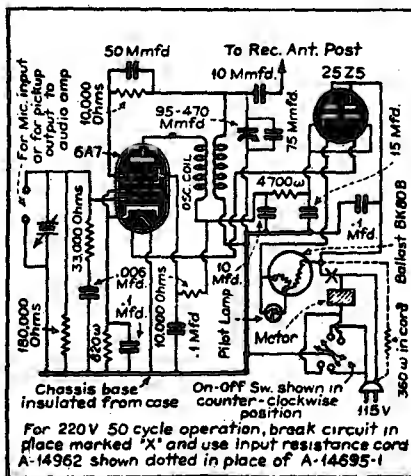 50 Mmfd
To Rec. Ant. Post
10 Mmfd.
25Z5
For Mic. input
or for pickup
output to
audio amp
10,000
Ohms
95-470
Mmfd
75 Mmfd.
15 Mfd.
6A7
OSC. COIL
4700ω
33,000 Ohms
.006
Mmfd.
.1 Mfd
10
Mfd.
.1
Mfd
Ballast BK80B
180,000
Ohms
820ω
10,000 Ohms
.1 Mfd
Pilot Lamp
Motor
X
360 ω in cord
Chassis base
insulated from case
On-Off Sw. shown in
counter-clockwise
position
115V
For 220V 50 cycle operation, break circuit in
place marked "X" and use input resistance cord
A-14962 shown dotted in place of A-14695-1